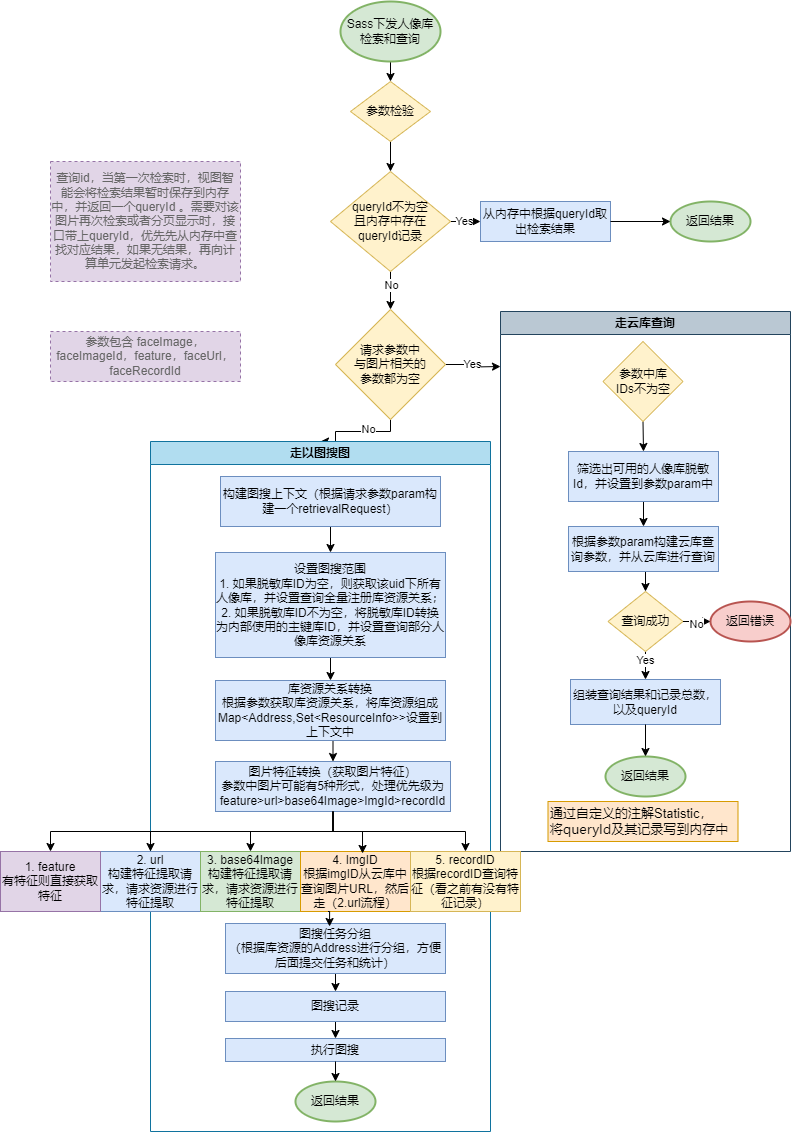 Sass下发人像库
检索和查询
参数检验
查询id，当第一次检索时，视图智
能会将检索结果暂时保存到内存
中，并返回一个queryId 。需要对该
图片再次检索或者分页显示时，接
口带上queryId，优先先从内存中查
找对应结果，如果无结果，再向计
算单元发起检索请求。
queryId不为空
且内存中存在
queryId记录
Yes
从内存中根据queryId取
出检索结果
返回结果
No
参数包含 faceImage，
faceImageId，feature，faceUrl，
faceRecordId
请求参数中
与图片相关的
参数都为空
Yes
No
走云库查询
参数中库
IDs不为空
筛选出可用的人像库脱敏
Id，并设置到参数param中
根据参数param构建云库查
询参数，并从云库进行查询
查询成功
No
返回错误
Yes
组装查询结果和记录总数，
以及queryId
返回结果
通过自定义的注解Statistic，
将queryId及其记录写到内存中
走以图搜图
构建图搜上下文（根据请求参数param构
建一个retrievalRequest）
设置图搜范围
1. 如果脱敏库ID为空，则获取该uid下所有
人像库，并设置查询全量注册库资源关系；
2. 如果脱敏库ID不为空，将脱敏库ID转换
为内部使用的主键库ID，并设置查询部分人
像库资源关系
库资源关系转换
根据参数获取库资源关系，将库资源组成
Map<Address,Set<ResourceInfo>>设置到
上下文中
图片特征转换（获取图片特征）
参数中图片可能有5种形式，处理优先级为
feature>url>base64Image>ImgId>recordId
1. feature
有特征则直接获取
特征
2. url
构建特征提取请
求，请求资源进行
特征提取
3. base64Image
构建特征提取请
求，请求资源进行
特征提取
4. ImgID
根据imgID从云库中
查询图片URL，然后
走（2.url流程）
5. recordID
根据recordID查询特
征（看之前有没有特
征记录）
图搜任务分组
（根据库资源的Address进行分组，方便
后面提交任务和统计）
图搜记录
执行图搜
返回结果